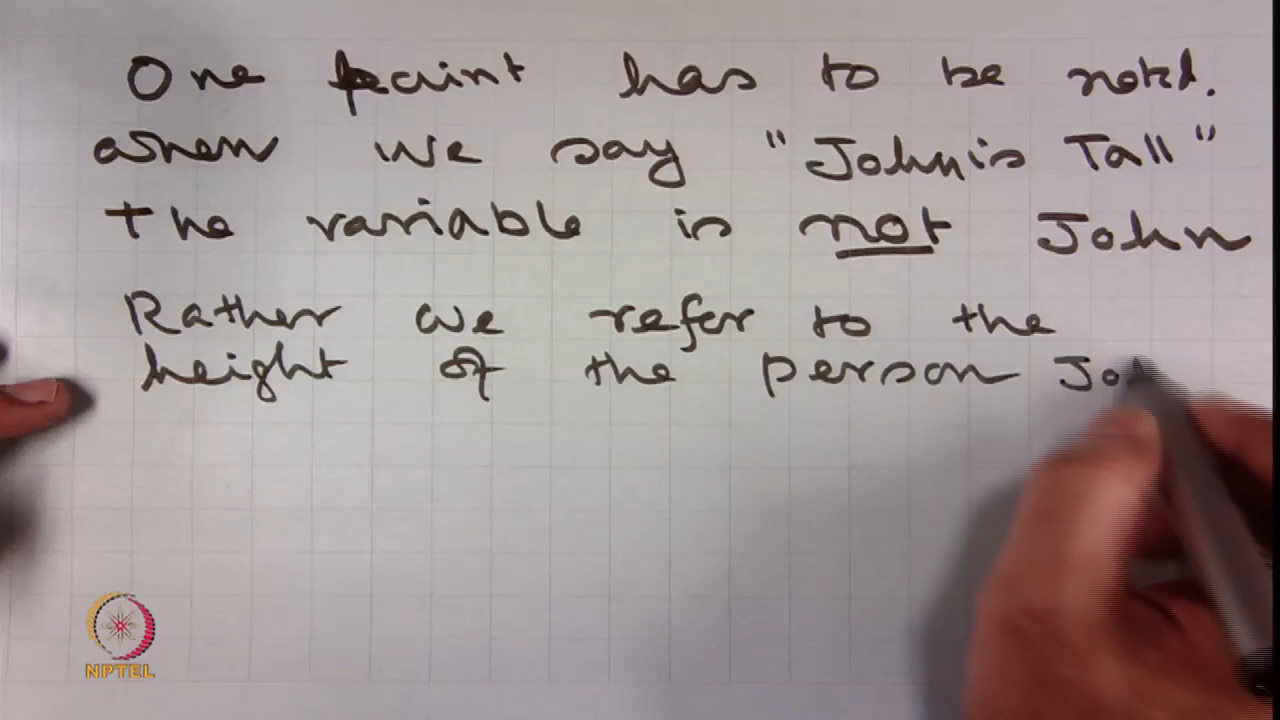 One point has to be noted.
when we say "John is Tall"
the variable is not John
Rather we refer to the
height of the person Jo
NPTEL